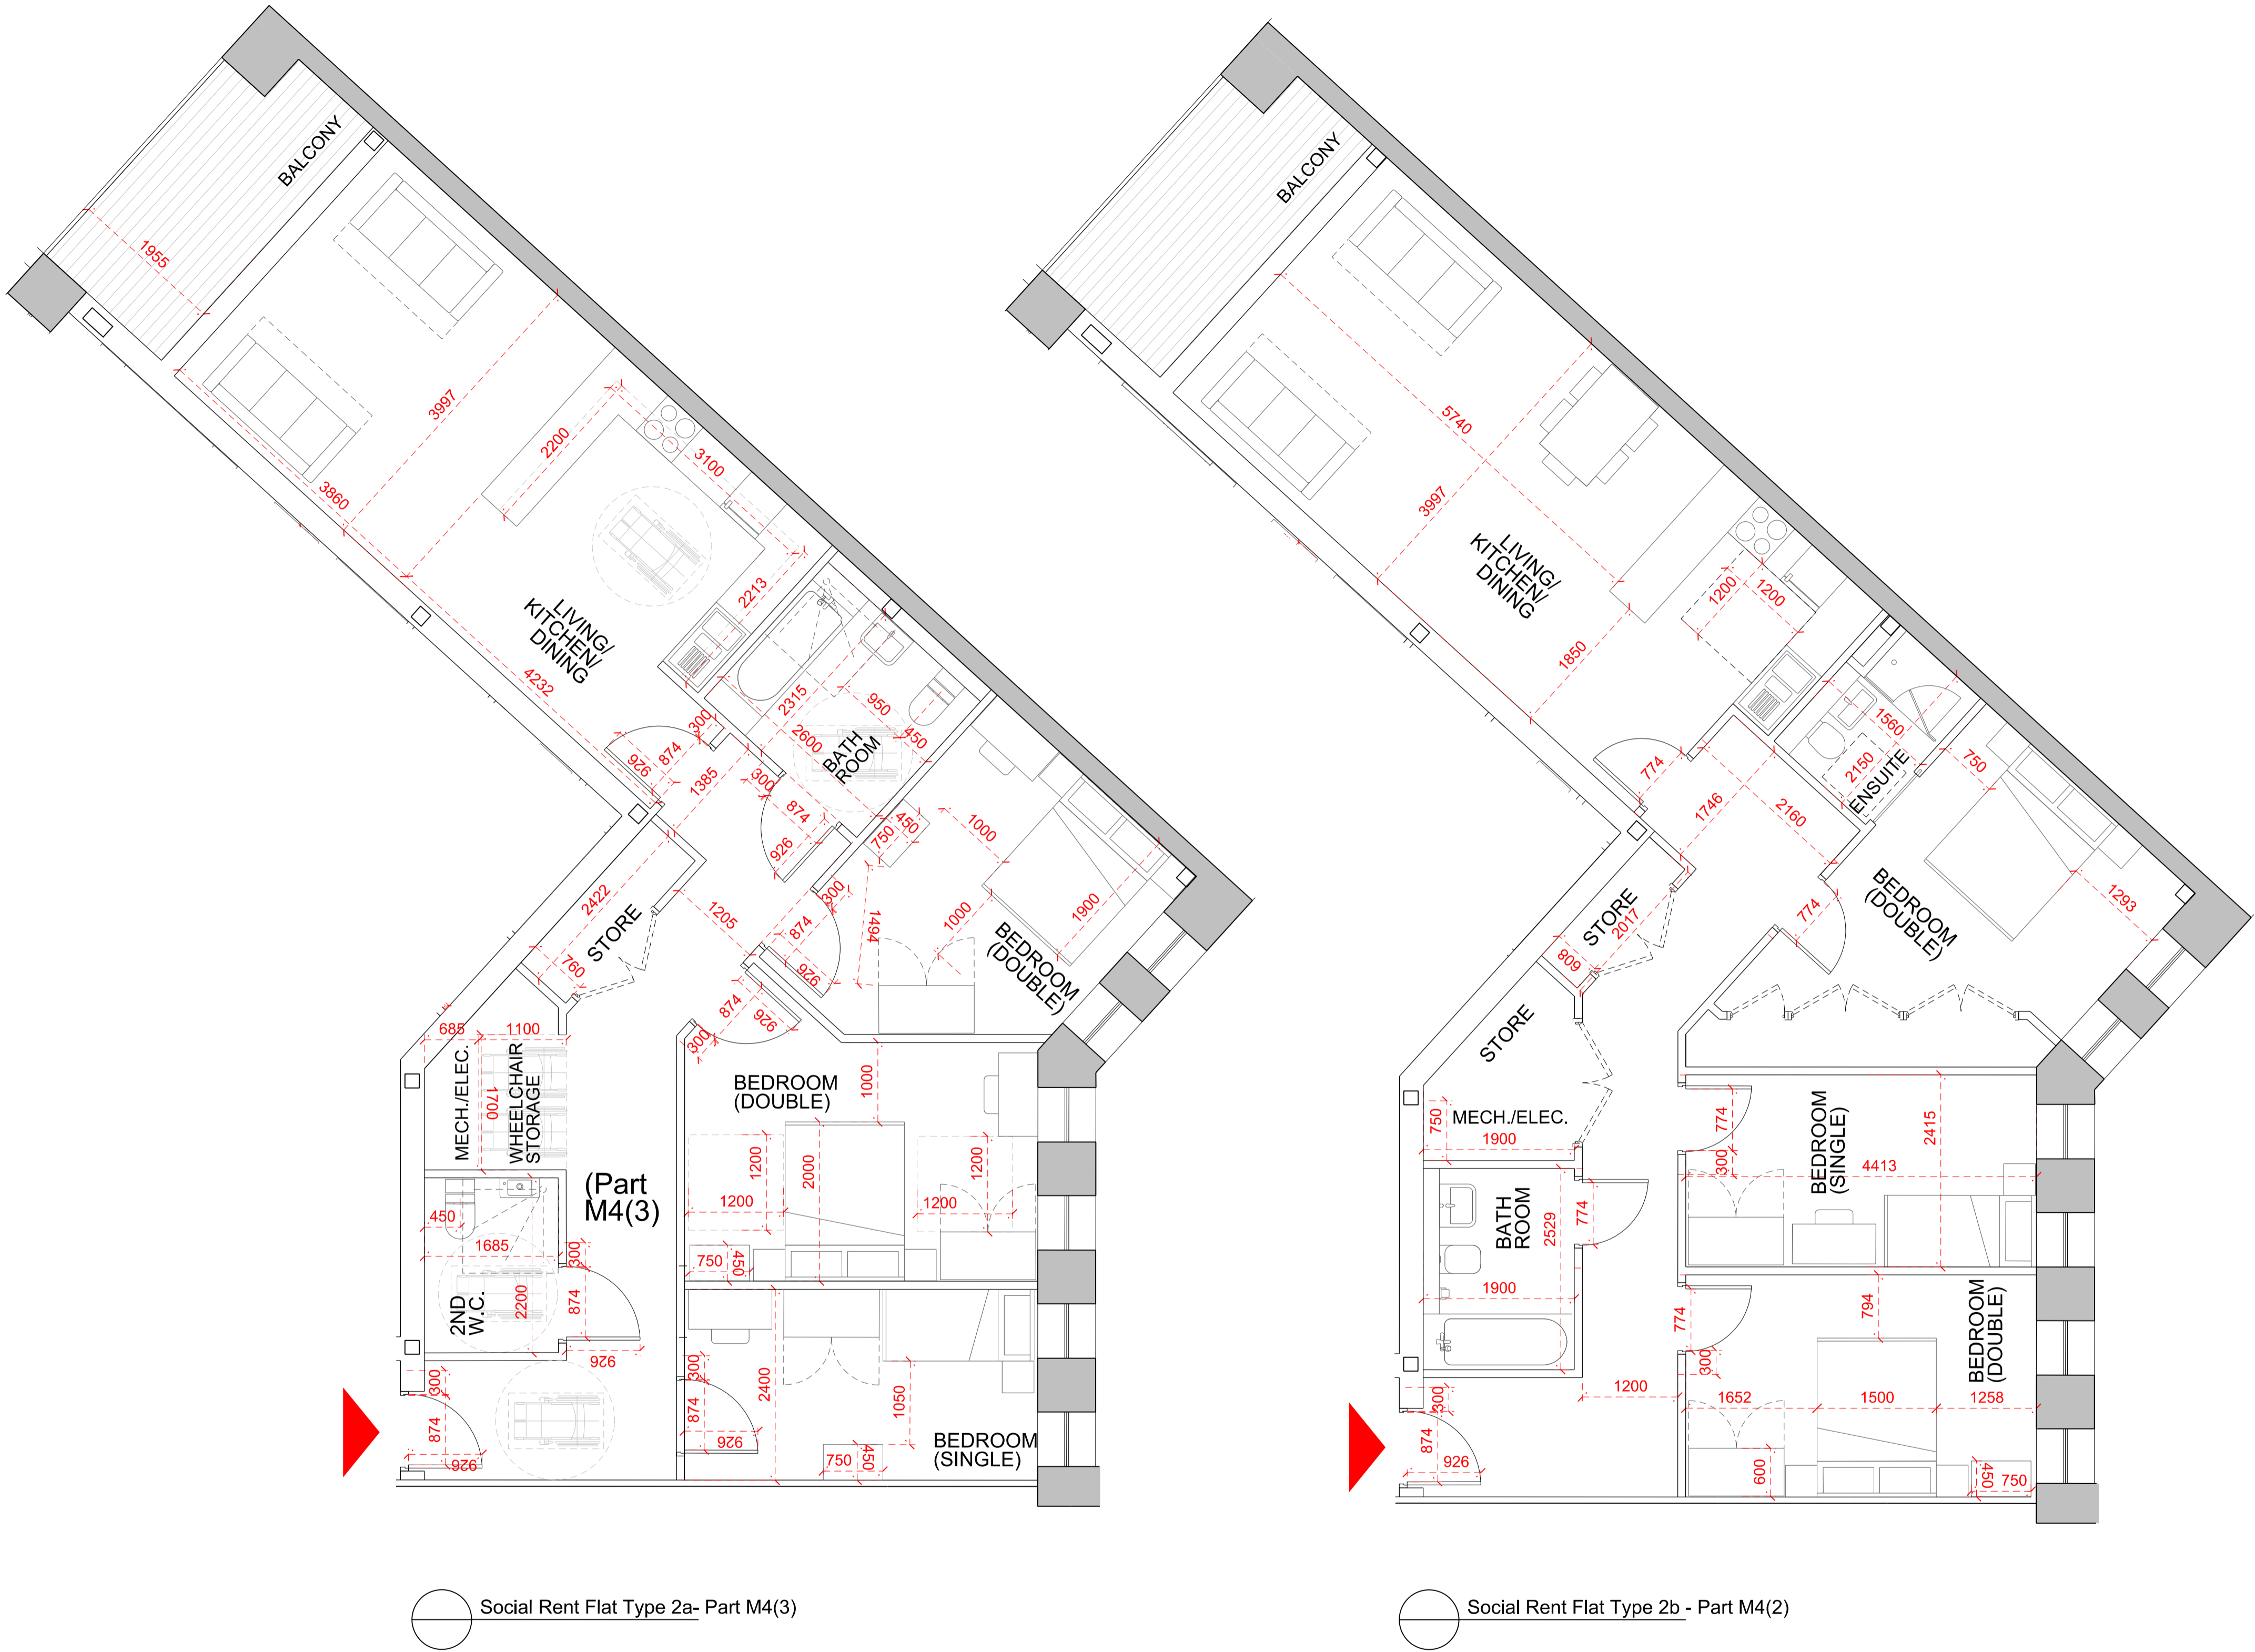 BALCONY
1955
3997
2200
3100
3860
2213
LIVING/
KITCHEN/
DINING
4232
2315
950
450
2600
BATH
ROOM
300
874
926
1385
300
874
926
450
750
1000
1000
1900
1494
300
874
926
BEDROOM
(DOUBLE)
2422
STORE
1205
760
874
926
300
685
1100
MECH./ELEC.
1700
WHEELCHAIR
STORAGE
BEDROOM
(DOUBLE)
1000
1200
1200
2000
1200
1200
750
450
(Part
M4(3)
450
1685
2ND
W.C.
2200
300
874
926
300
874
926
300
874
926
2400
1050
750
450
BEDROOM
(SINGLE)
Social Rent Flat Type 2a- Part M4(3)
BALCONY
5740
3997
LIVING/
KITCHEN/
DINING
1200
1200
1850
774
1746
2160
1560
2150
ENSUITE
750
1293
BEDROOM
(DOUBLE)
774
STORE
2017
809
STORE
750
MECH./ELEC.
1900
BATH
ROOM
2529
774
1900
774
300
BEDROOM
(SINGLE)
2415
4413
774
300
794
BEDROOM
(DOUBLE)
1200
1652
1500
1258
600
450
750
300
874
926
Social Rent Flat Type 2b - Part M4(2)